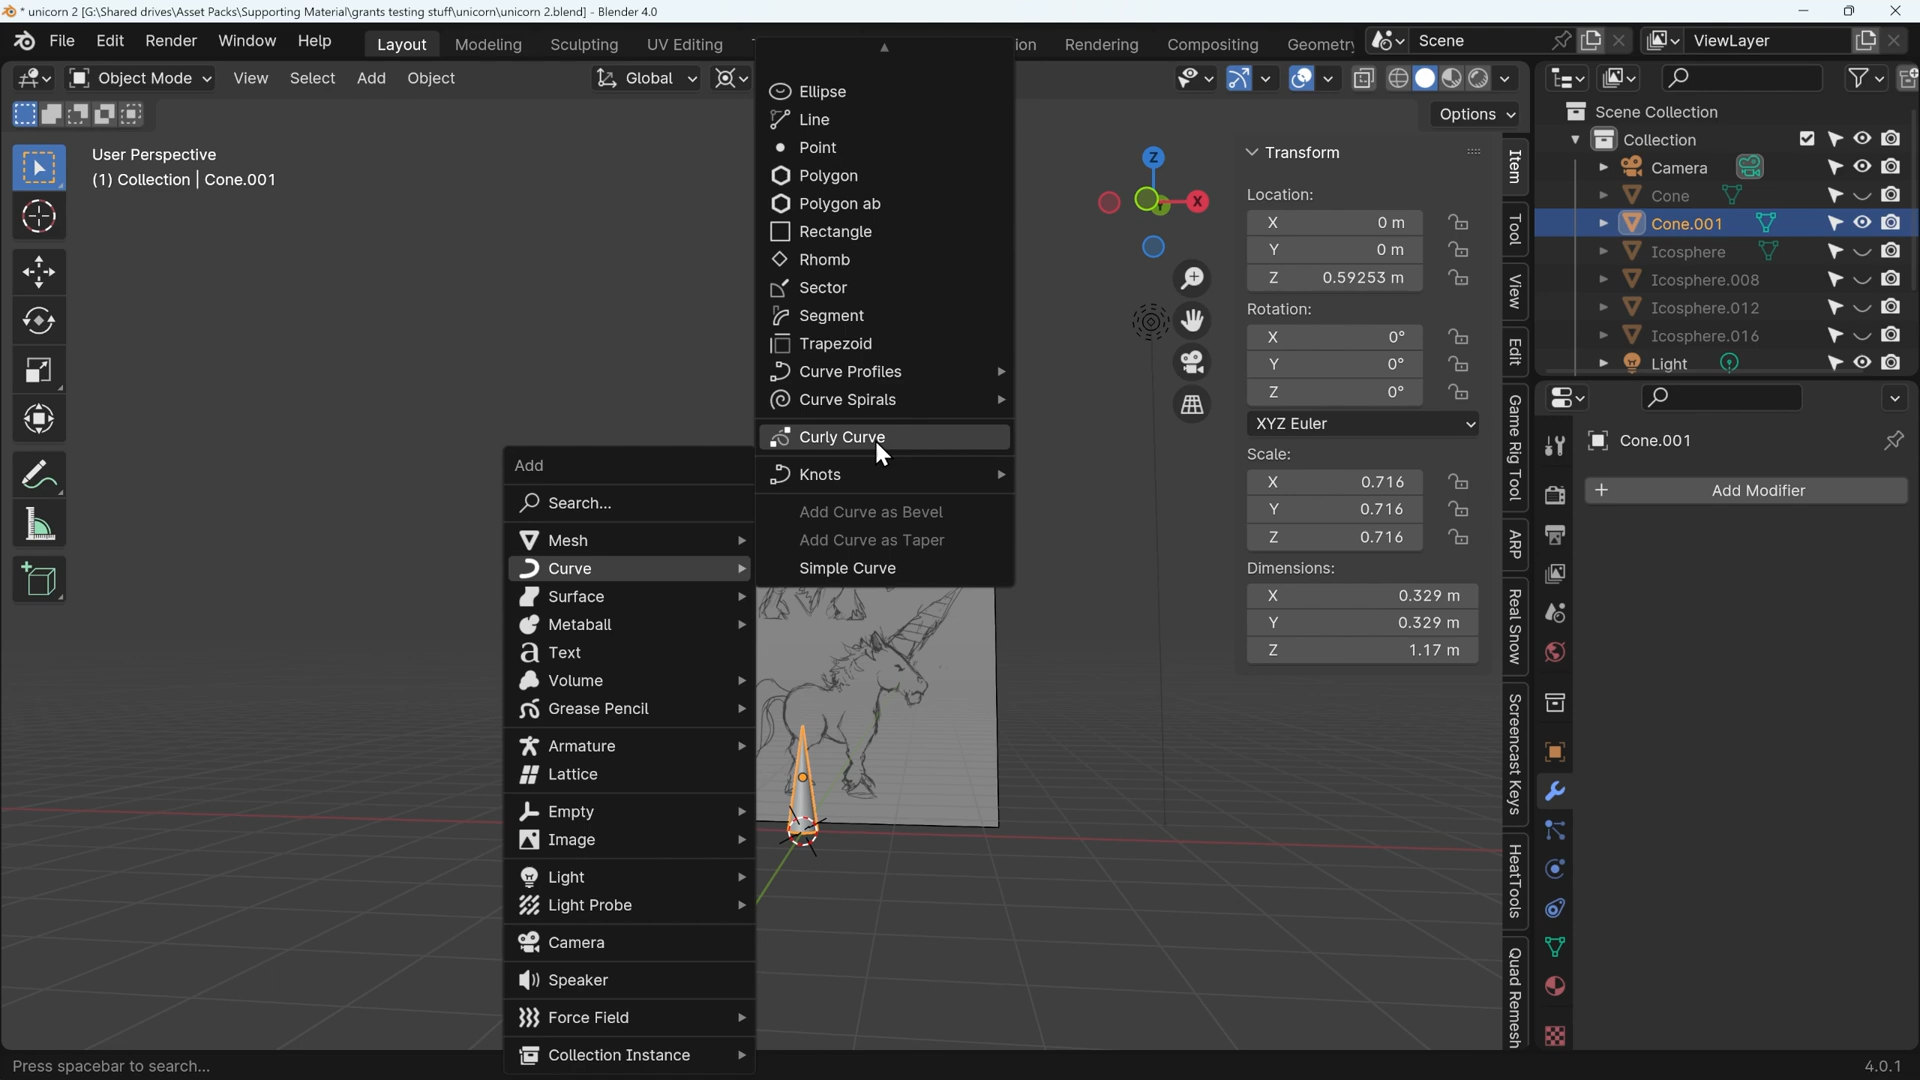 * unicorn 2 [G:\Shared drives\Asset Packs\Supporting Material\grants testing stuff\unicorn\unicorn 2.blend] - Blender 4.0
File Edit Render Window Help Layout Modeling Sculpting UV Editing Rendering Compositing Geometry Scene ViewLayer
Object Mode View Select Add Object Global
Options
User Perspective
(1) Collection | Cone.001
Ellipse
Line
Point
Polygon
Polygon ab
Rectangle
Rhomb
Sector
Segment
Trapezoid
Curve Profiles
Curve Spirals
Curly Curve
Knots
Add Curve as Bevel
Add Curve as Taper
Simple Curve
Add
Search...
Mesh
Curve
Surface
Metaball
Text
Volume
Grease Pencil
Armature
Lattice
Empty
Image
Light
Light Probe
Camera
Speaker
Force Field
Collection Instance
Z
X
Transform
Location:
X 0 m
Y 0 m
Z 0.59253 m
Rotation:
X 0°
Y 0°
Z 0°
XYZ Euler
Scale:
X 0.716
Y 0.716
Z 0.716
Dimensions:
X 0.329 m
Y 0.329 m
Z 1.17 m
Item
Tool
View
Edit
Game Rig Tool
ARP
Real Snow
Screencast Keys
HeatTools
Quad Remesh
Scene Collection
Collection
Camera
Cone
Cone.001
Icosphere
Icosphere.008
Icosphere.012
Icosphere.016
Light
Cone.001
+ Add Modifier
Press spacebar to search...
4.0.1